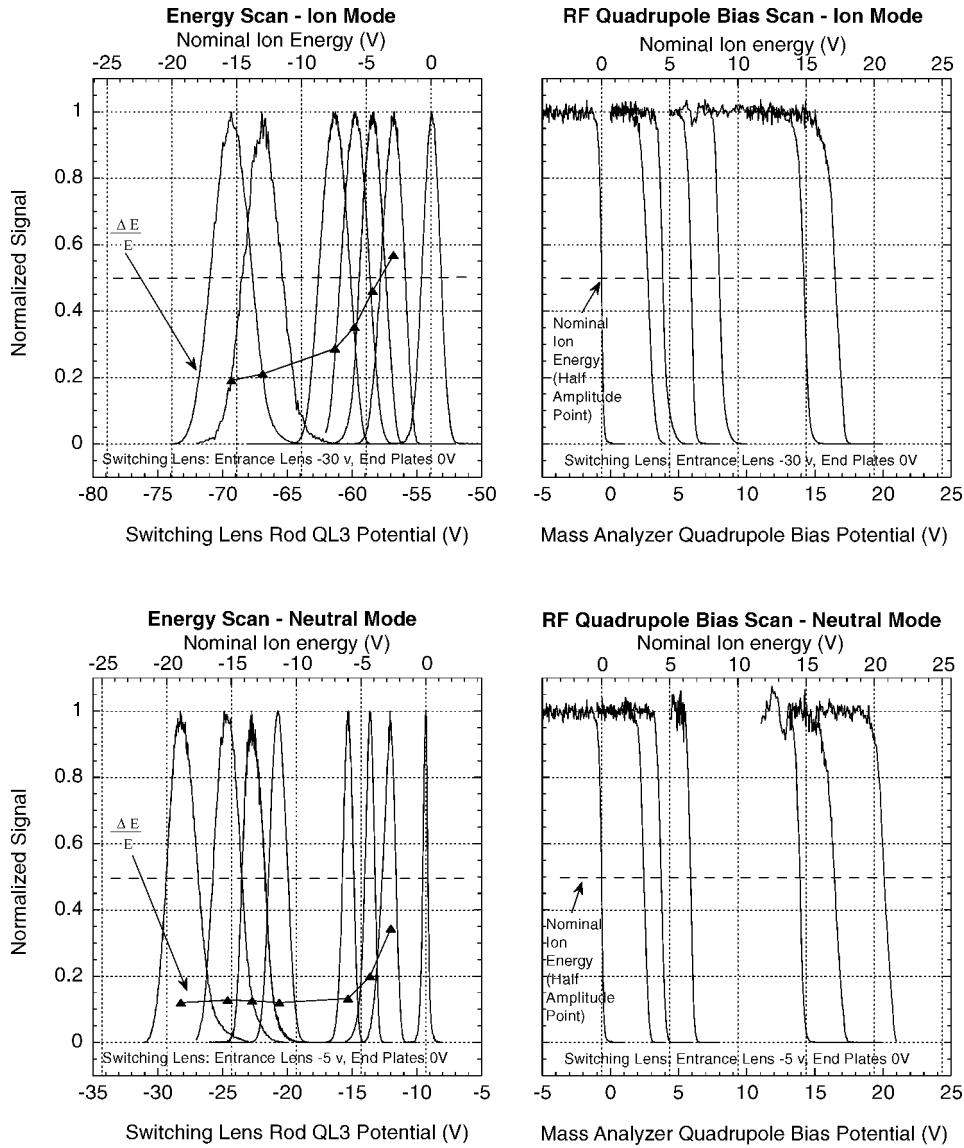 Energy Scan - Ion Mode
Nominal Ion Energy (V)
-25 -20 -15 -10 -5 0
Normalized Signal
1
0.8
0.6
0.4
0.2
0
ΔE
E
Switching Lens: Entrance Lens -30 v, End Plates 0V
-80 -75 -70 -65 -60 -55 -50
Switching Lens Rod QL3 Potential (V)
RF Quadrupole Bias Scan - Ion Mode
Nominal Ion energy (V)
0 5 10 15 20 25
Nominal
Ion
Energy
(Half
Amplitude
Point)
Switching Lens: Entrance Lens -30 v, End Plates 0V
-5 0 5 10 15 20 25
Mass Analyzer Quadrupole Bias Potential (V)
Energy Scan - Neutral Mode
Nominal Ion energy (V)
-25 -20 -15 -10 -5 0
Normalized Signal
1
0.8
0.6
0.4
0.2
0
ΔE
E
Switching Lens: Entrance Lens -5 v, End Plates 0V
-35 -30 -25 -20 -15 -10 -5
Switching Lens Rod QL3 Potential (V)
RF Quadrupole Bias Scan - Neutral Mode
Nominal Ion energy (V)
0 5 10 15 20 25
Nominal
Ion
Energy
(Half
Amplitude
Point)
Switching Lens: Entrance Lens -5 v, End Plates 0V
-5 0 5 10 15 20 25
Mass Analyzer Quadrupole Bias Potential (V)